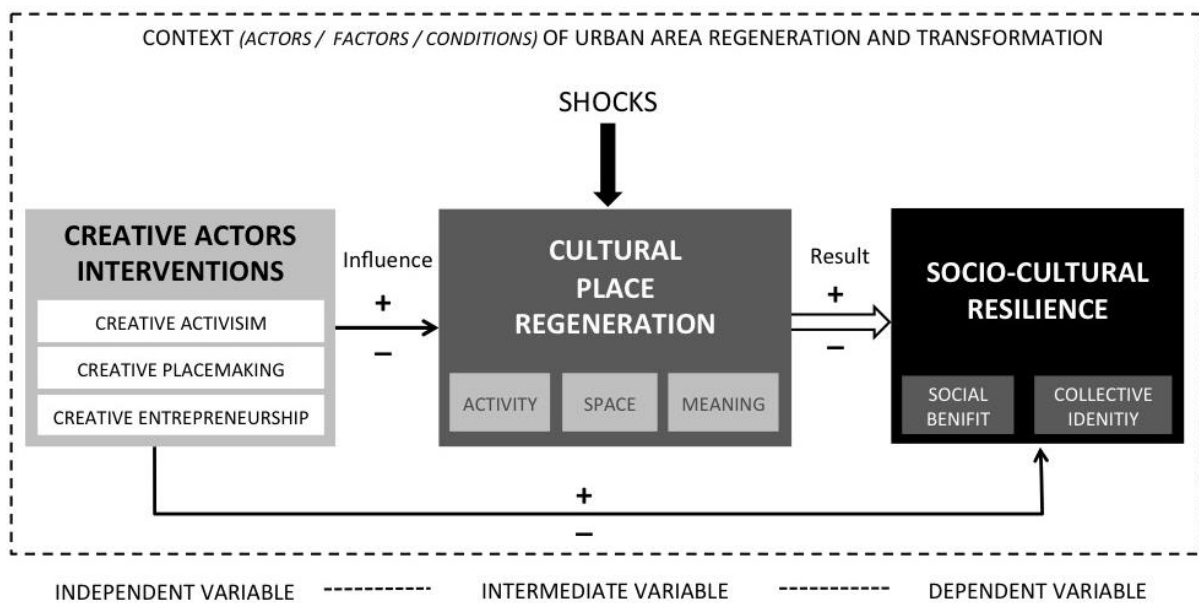 CONTEXT (ACTORS / FACTORS / CONDITIONS) OF URBAN AREA REGENERATION AND TRANSFORMATION
SHOCKS
CREATIVE ACTORS
INTERVENTIONS
CREATIVE ACTIVISIM
CREATIVE PLACEMAKING
CREATIVE ENTREPRENEURSHIP
Influence
+
–
CULTURAL
PLACE
REGENERATION
ACTIVITY
SPACE
MEANING
Result
+
–
SOCIO-CULTURAL
RESILIENCE
SOCIAL
BENIFIT
COLLECTIVE
IDENITIY
+
–
INDEPENDENT VARIABLE
INTERMEDIATE VARIABLE
DEPENDENT VARIABLE